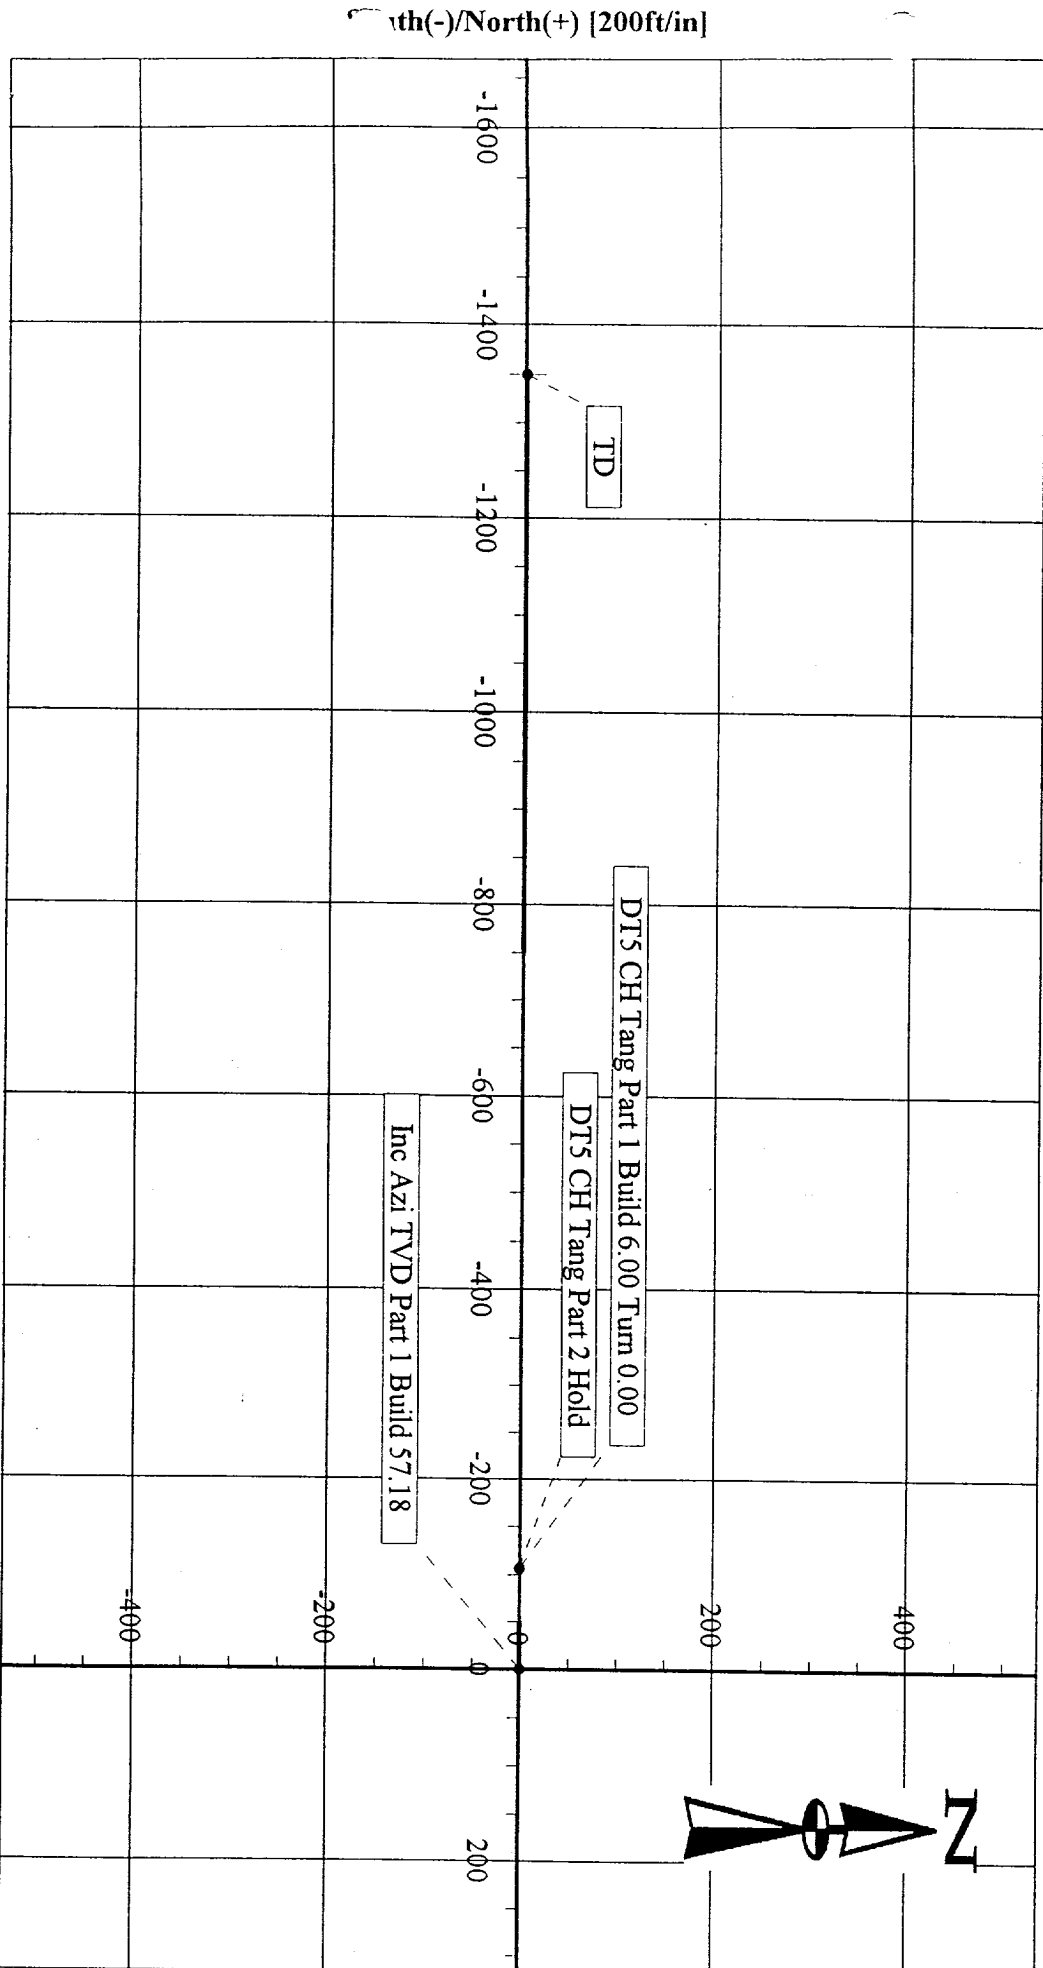 th(-)/North(+) [200ft/in]
-1600
-1400
-1200
-1000
-800
-600
-400
-200
0
200
400
200
0
-200
-400
TD
DT5 CH Tang Part 1 Build 6.00 Turn 0.00
DT5 CH Tang Part 2 Hold
Inc Azi TVD Part 1 Build 57.18
N